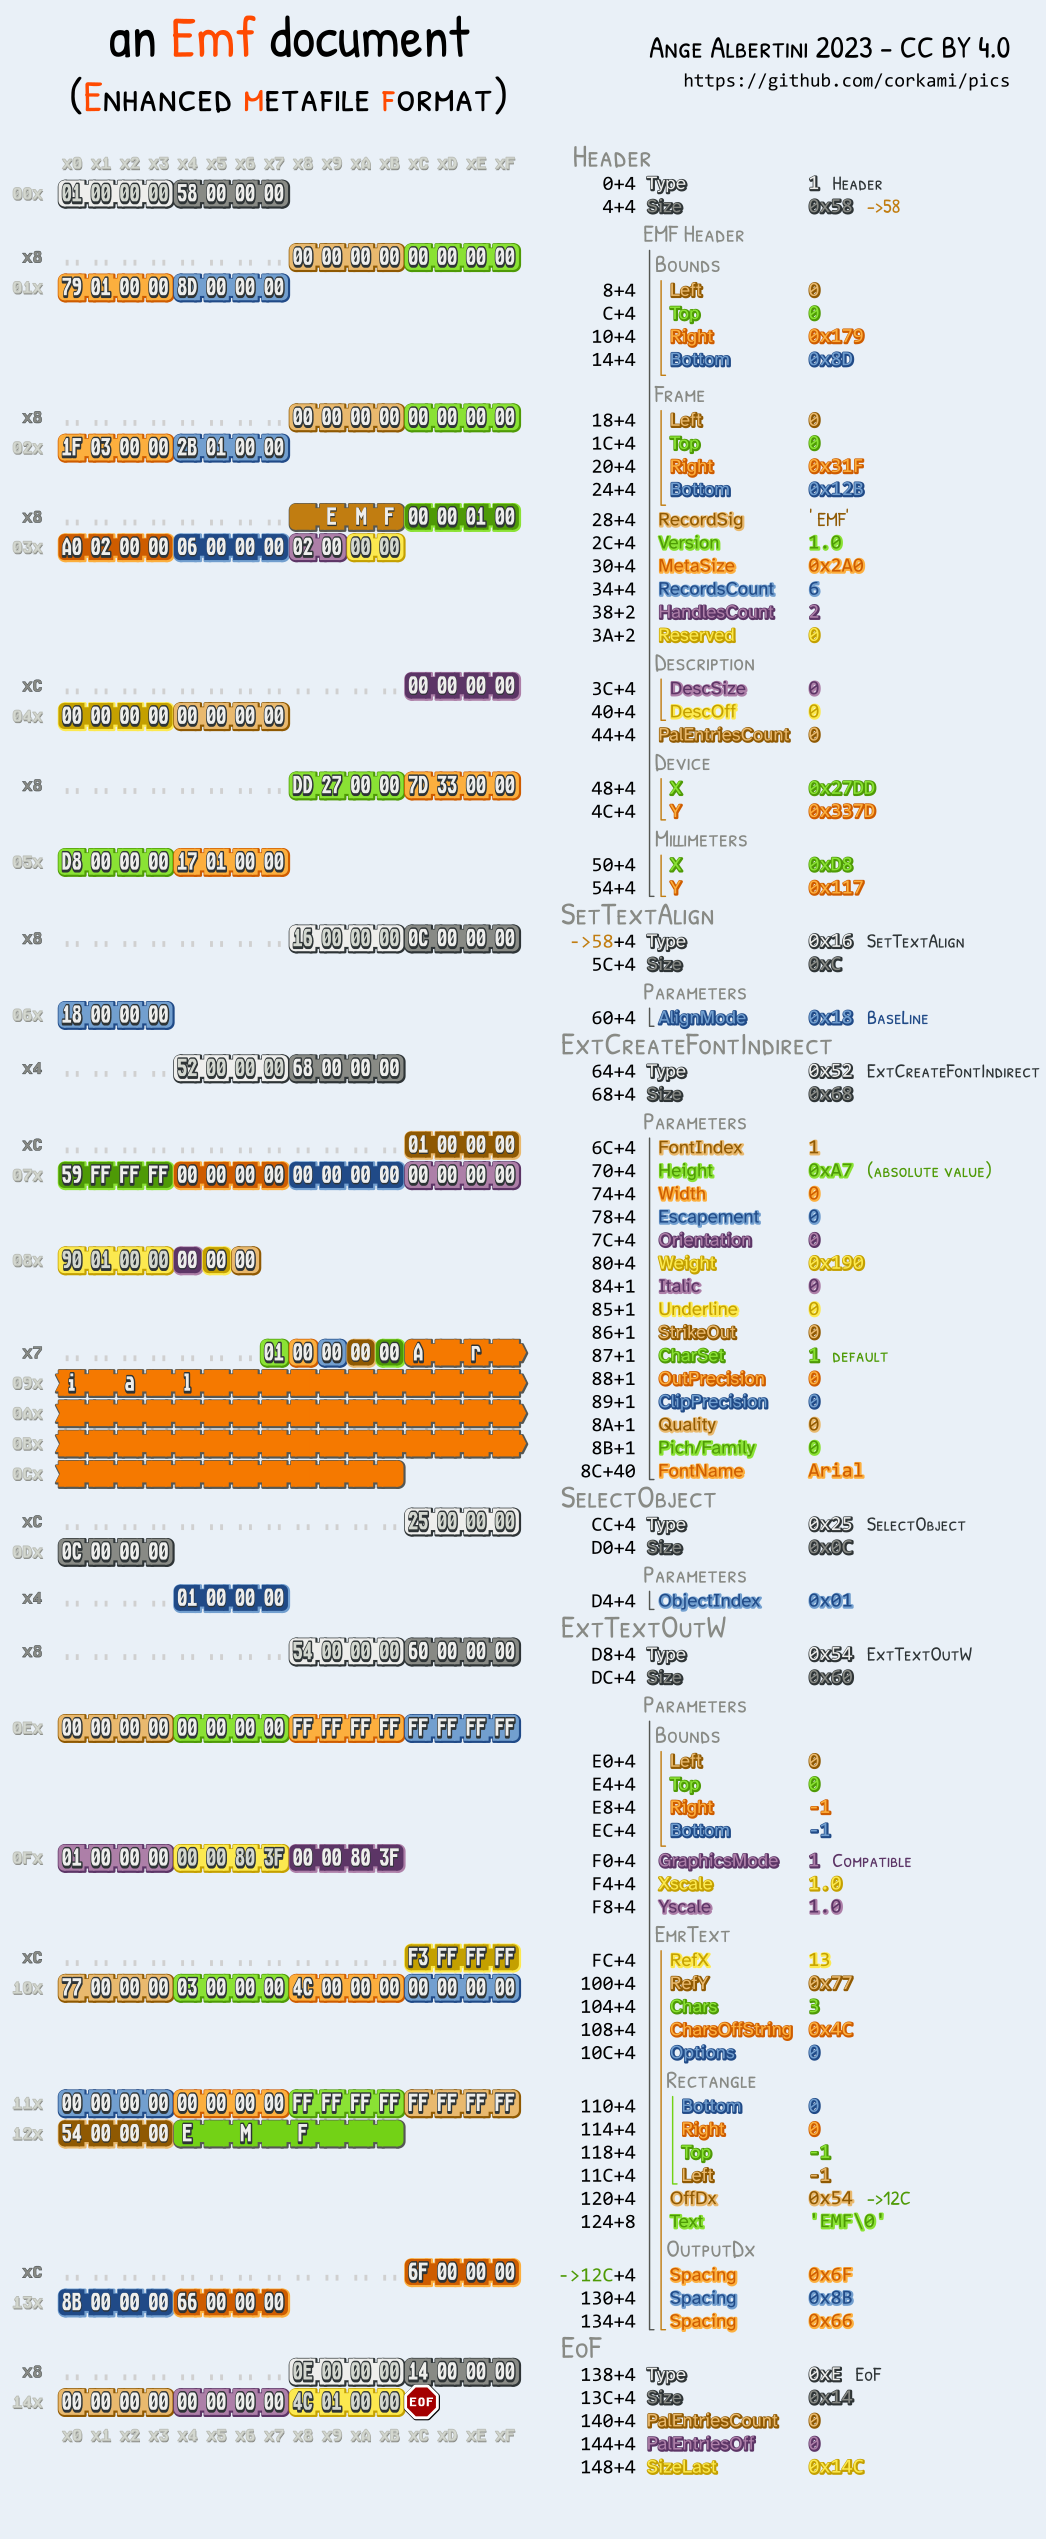 an Emf document
(Enhanced metafile format)
Ange Albertini 2023 - CC BY 4.0
https://github.com/corkami/pics
x0 x1 x2 x3 x4 x5 x6 x7 x8 x9 xA xB xC xD xE xF
00x 01 00 00 00 58 00 00 00
x8 .. .. .. .. .. .. .. .. 00 00 00 00 00 00 00 00
01x 79 01 00 00 8D 00 00 00
x8 .. .. .. .. .. .. .. .. 00 00 00 00 00 00 00 00
02x 1F 03 00 00 2B 01 00 00
x8 .. .. .. .. .. .. .. .. E M F 00 00 01 00
03x A0 02 00 00 06 00 00 00 02 00 00 00
xC .. .. .. .. .. .. .. .. .. .. .. .. 00 00 00 00
04x 00 00 00 00 00 00 00 00
x8 .. .. .. .. .. .. .. .. DD 27 00 00 7D 33 00 00
05x D8 00 00 00 17 01 00 00
x8 .. .. .. .. .. .. .. .. 16 00 00 00 0C 00 00 00
06x 18 00 00 00
x4 .. .. .. .. 52 00 00 00 68 00 00 00
xC .. .. .. .. .. .. .. .. .. .. .. .. 01 00 00 00
07x 59 FF FF FF 00 00 00 00 00 00 00 00 00 00 00 00
08x 90 01 00 00 00 00 00
x7 .. .. .. .. .. .. .. 01 00 00 00 00 A r
09x i a l
0Ax
0Bx
0Cx
xC .. .. .. .. .. .. .. .. .. .. .. .. 25 00 00 00
0Dx 0C 00 00 00
x4 .. .. .. .. 01 00 00 00
x8 .. .. .. .. .. .. .. .. 54 00 00 00 60 00 00 00
0Ex 00 00 00 00 00 00 00 00 FF FF FF FF FF FF FF FF
0Fx 01 00 00 00 00 00 80 3F 00 00 80 3F
xC .. .. .. .. .. .. .. .. .. .. .. .. F3 FF FF FF
10x 77 00 00 00 03 00 00 00 4C 00 00 00 00 00 00 00
11x 00 00 00 00 00 00 00 00 FF FF FF FF FF FF FF FF
12x 54 00 00 00 E M F
xC .. .. .. .. .. .. .. .. .. .. .. .. 6F 00 00 00
13x 8B 00 00 00 66 00 00 00
x8 .. .. .. .. .. .. .. .. 0E 00 00 00 14 00 00 00
14x 00 00 00 00 00 00 00 00 4C 01 00 00 EOF
x0 x1 x2 x3 x4 x5 x6 x7 x8 x9 xA xB xC xD xE xF
Header
0+4 Type 1 Header
4+4 Size 0x58 ->58
EMF Header
Bounds
8+4 Left 0
C+4 Top 0
10+4 Right 0x179
14+4 Bottom 0x8D
Frame
18+4 Left 0
1C+4 Top 0
20+4 Right 0x31F
24+4 Bottom 0x12B
28+4 RecordSig ' EMF'
2C+4 Version 1.0
30+4 MetaSize 0x2A0
34+4 RecordsCount 6
38+2 HandlesCount 2
3A+2 Reserved 0
Description
3C+4 DescSize 0
40+4 DescOff 0
44+4 PalEntriesCount 0
Device
48+4 X 0x27DD
4C+4 Y 0x337D
Millimeters
50+4 X 0xD8
54+4 Y 0x117
SetTextAlign
->58+4 Type 0x16 SetTextAlign
5C+4 Size 0xC
Parameters
60+4 AlignMode 0x18 BaseLine
ExtCreateFontIndirect
64+4 Type 0x52 ExtCreateFontIndirect
68+4 Size 0x68
Parameters
6C+4 FontIndex 1
70+4 Height 0xA7 (absolute value)
74+4 Width 0
78+4 Escapement 0
7C+4 Orientation 0
80+4 Weight 0x190
84+1 Italic 0
85+1 Underline 0
86+1 StrikeOut 0
87+1 CharSet 1 default
88+1 OutPrecision 0
89+1 ClipPrecision 0
8A+1 Quality 0
8B+1 Pich/Family 0
8C+40 FontName Arial
SelectObject
CC+4 Type 0x25 SelectObject
D0+4 Size 0x0C
Parameters
D4+4 ObjectIndex 0x01
ExtTextOutW
D8+4 Type 0x54 ExtTextOutW
DC+4 Size 0x60
Parameters
Bounds
E0+4 Left 0
E4+4 Top 0
E8+4 Right -1
EC+4 Bottom -1
F0+4 GraphicsMode 1 Compatible
F4+4 Xscale 1.0
F8+4 Yscale 1.0
EmrText
FC+4 RefX 13
100+4 RefY 0x77
104+4 Chars 3
108+4 CharsOffString 0x4C
10C+4 Options 0
Rectangle
110+4 Bottom 0
114+4 Right 0
118+4 Top -1
11C+4 Left -1
120+4 OffDx 0x54 ->12C
124+8 Text 'EMF\0'
OutputDx
->12C+4 Spacing 0x6F
130+4 Spacing 0x8B
134+4 Spacing 0x66
EoF
138+4 Type 0xE EoF
13C+4 Size 0x14
140+4 PalEntriesCount 0
144+4 PalEntriesOff 0
148+4 SizeLast 0x14C